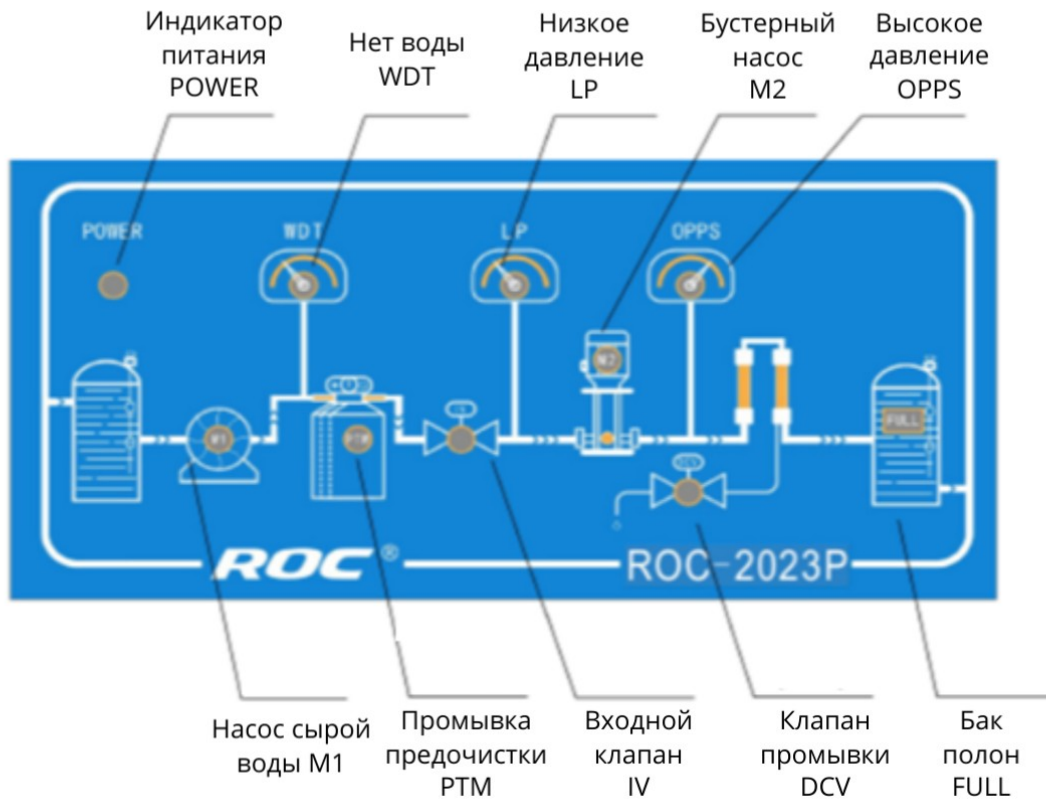 Индикатор
питания
POWER
Нет воды
WDT
Низкое
давление
LP
Бустерный
насос
M2
Высокое
давление
OPPS
POWER
WDT
LP
OPPS
M2
M1
PTM
FULL
ROC®
ROC-2023P
Насос сырой
воды M1
Промывка
предочистки
PTM
Входной
клапан
IV
Клапан
промывки
DCV
Бак
полон
FULL